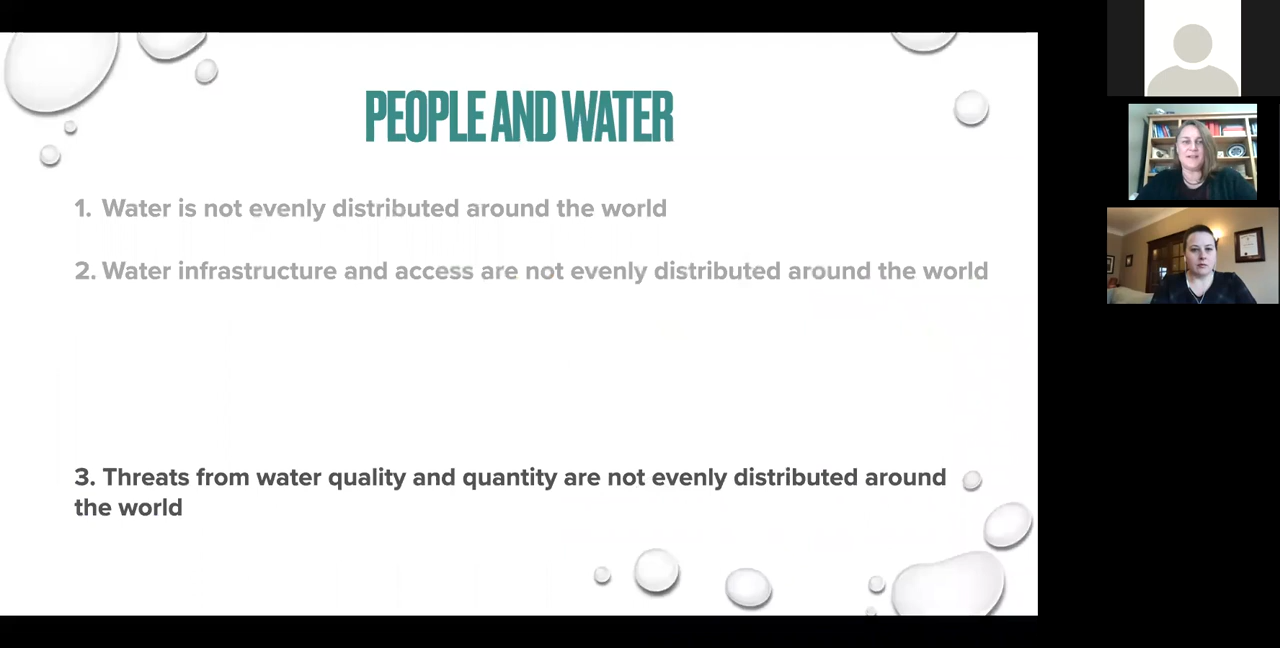 PEOPLE AND WATER
1. Water is not evenly distributed around the world
2. Water infrastructure and access are not evenly distributed around the world
3. Threats from water quality and quantity are not evenly distributed around
the world